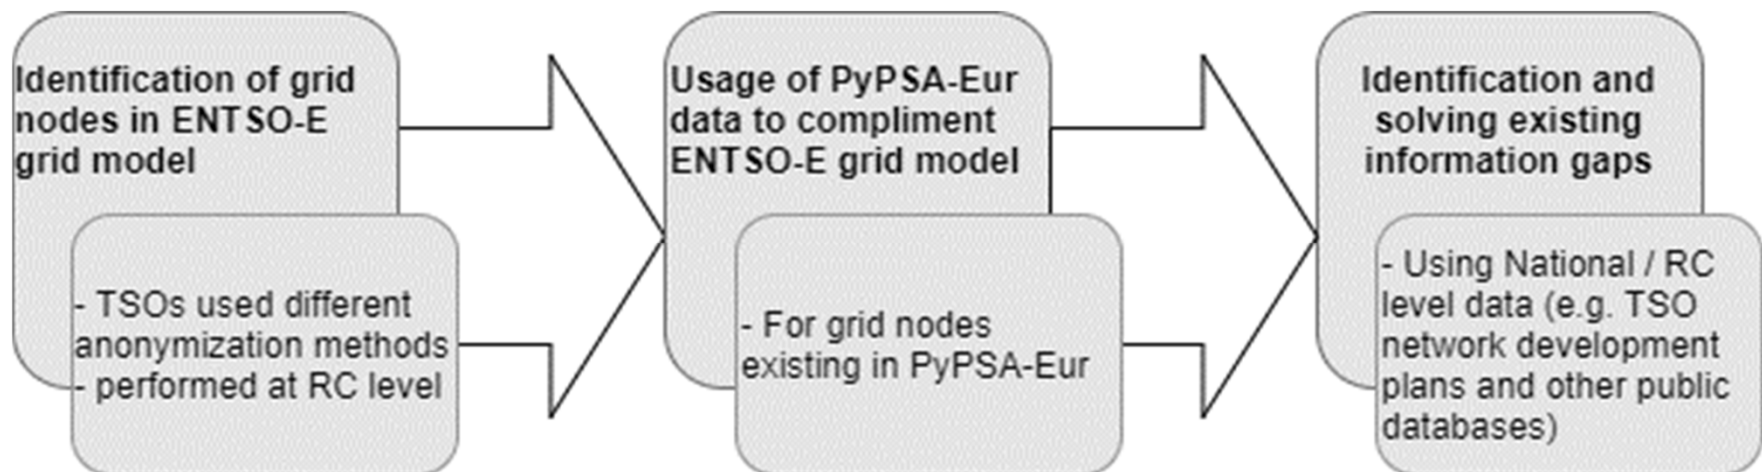 Identification of grid
nodes in ENTSO-E
grid model
- TSOs used different
anonymization methods
- performed at RC level
Usage of PyPSA-Eur
data to compliment
ENTSO-E grid model
- For grid nodes
existing in PyPSA-Eur
Identification and
solving existing
information gaps
- Using National / RC
level data (e.g. TSO
network development
plans and other public
databases)